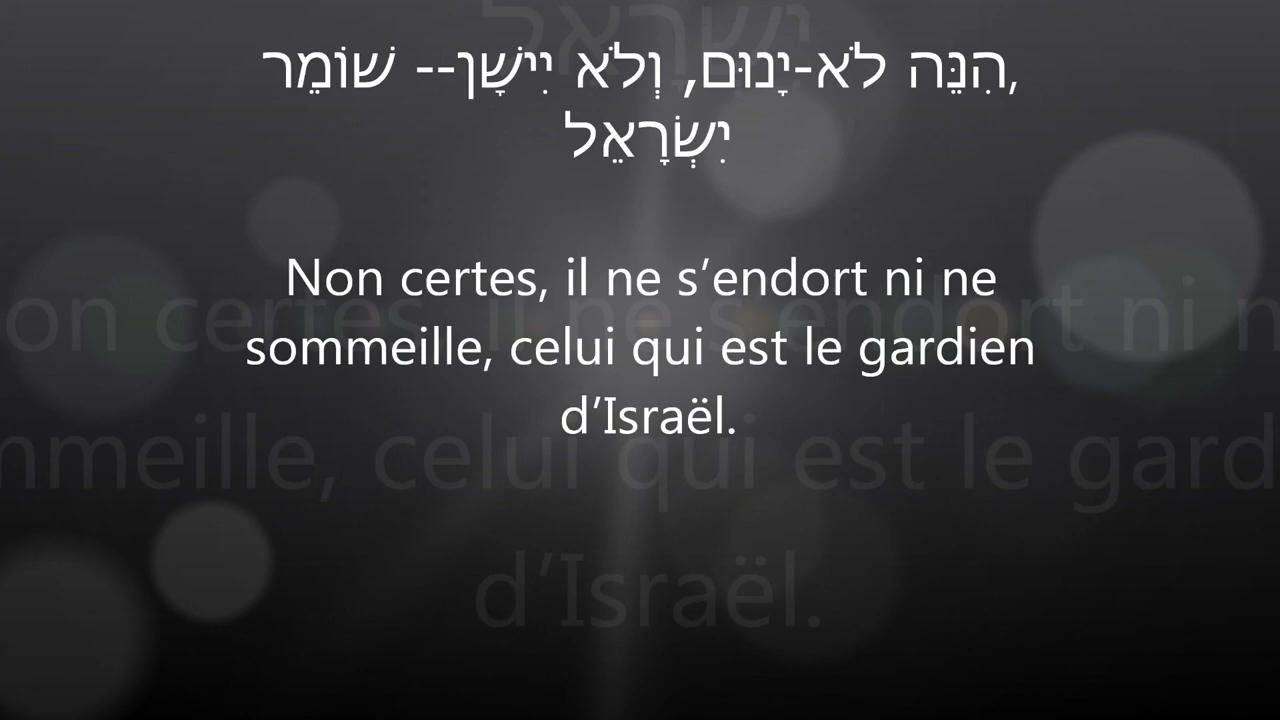 הִנֵּה לֹא-יָנוּם, וְלֹא יִישָׁן-- שׁוֹמֵר,
יִשְׂרָאֵל
Non certes, il ne s’endort ni ne
sommeille, celui qui est le gardien
d’Israël.